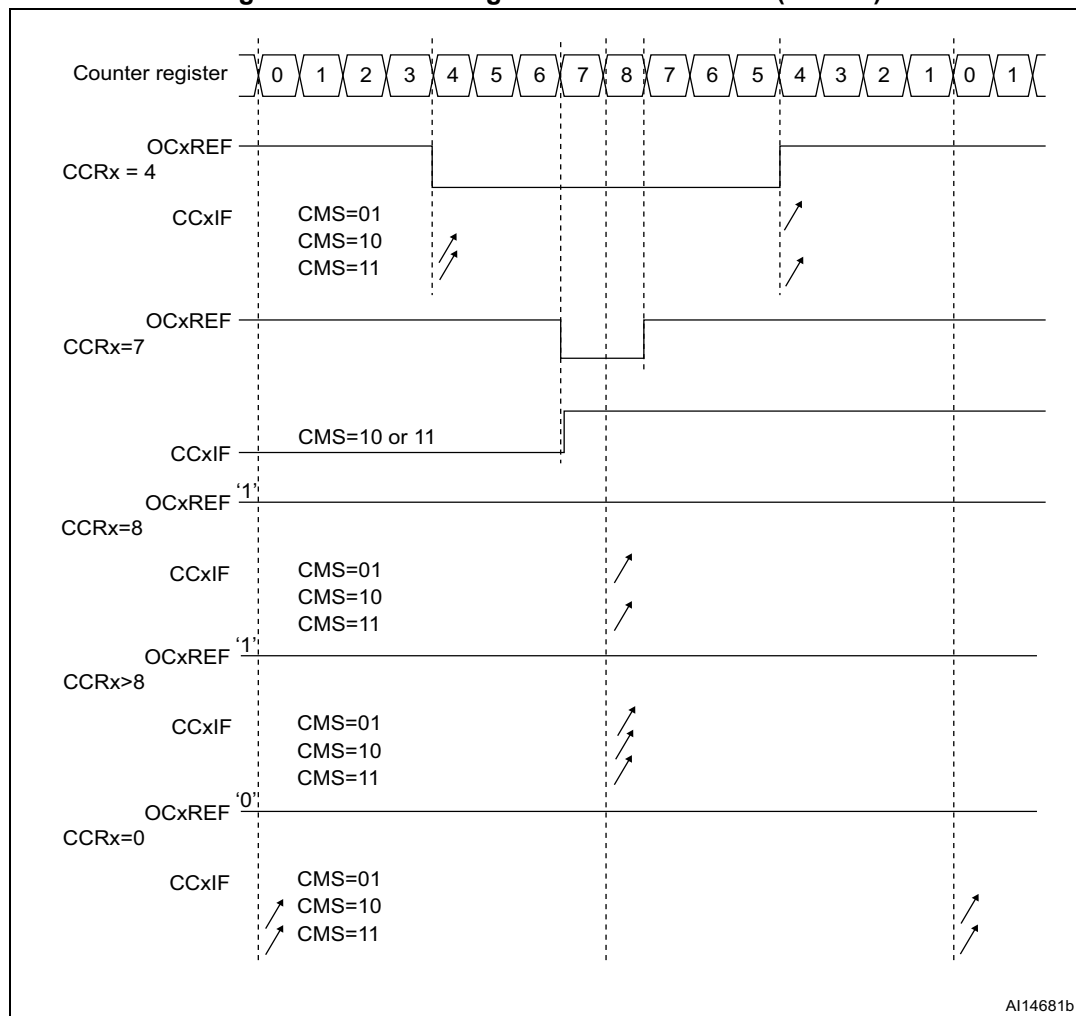 Counter register 0 1 2 3 4 5 6 7 8 7 6 5 4 3 2 1 0 1
OCxREF
CCRx = 4
CCxIF
CMS=01
CMS=10
CMS=11
OCxREF
CCRx=7
CMS=10 or 11
CCxIF
OCxREF '1'
CCRx=8
CCxIF
CMS=01
CMS=10
CMS=11
OCxREF '1'
CCRx>8
CCxIF
CMS=01
CMS=10
CMS=11
OCxREF '0'
CCRx=0
CCxIF
CMS=01
CMS=10
CMS=11
AI14681b